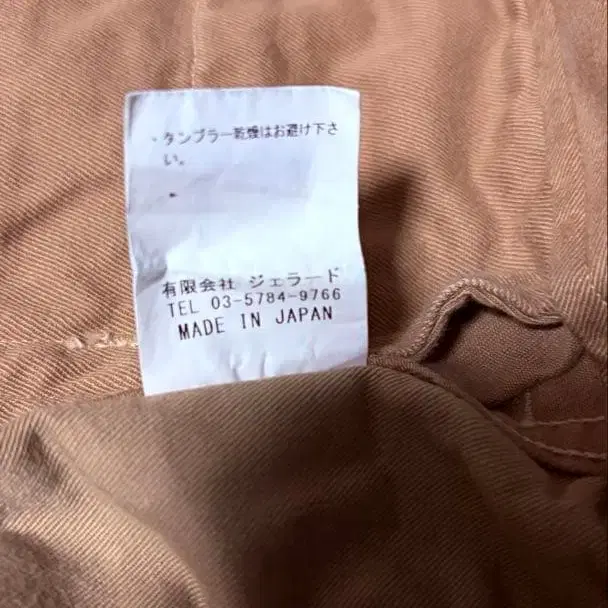 ・タンブラー乾燥はお避け下さ
い。
有限会社 ジェラード
TEL 03-5784-9766
MADE IN JAPAN